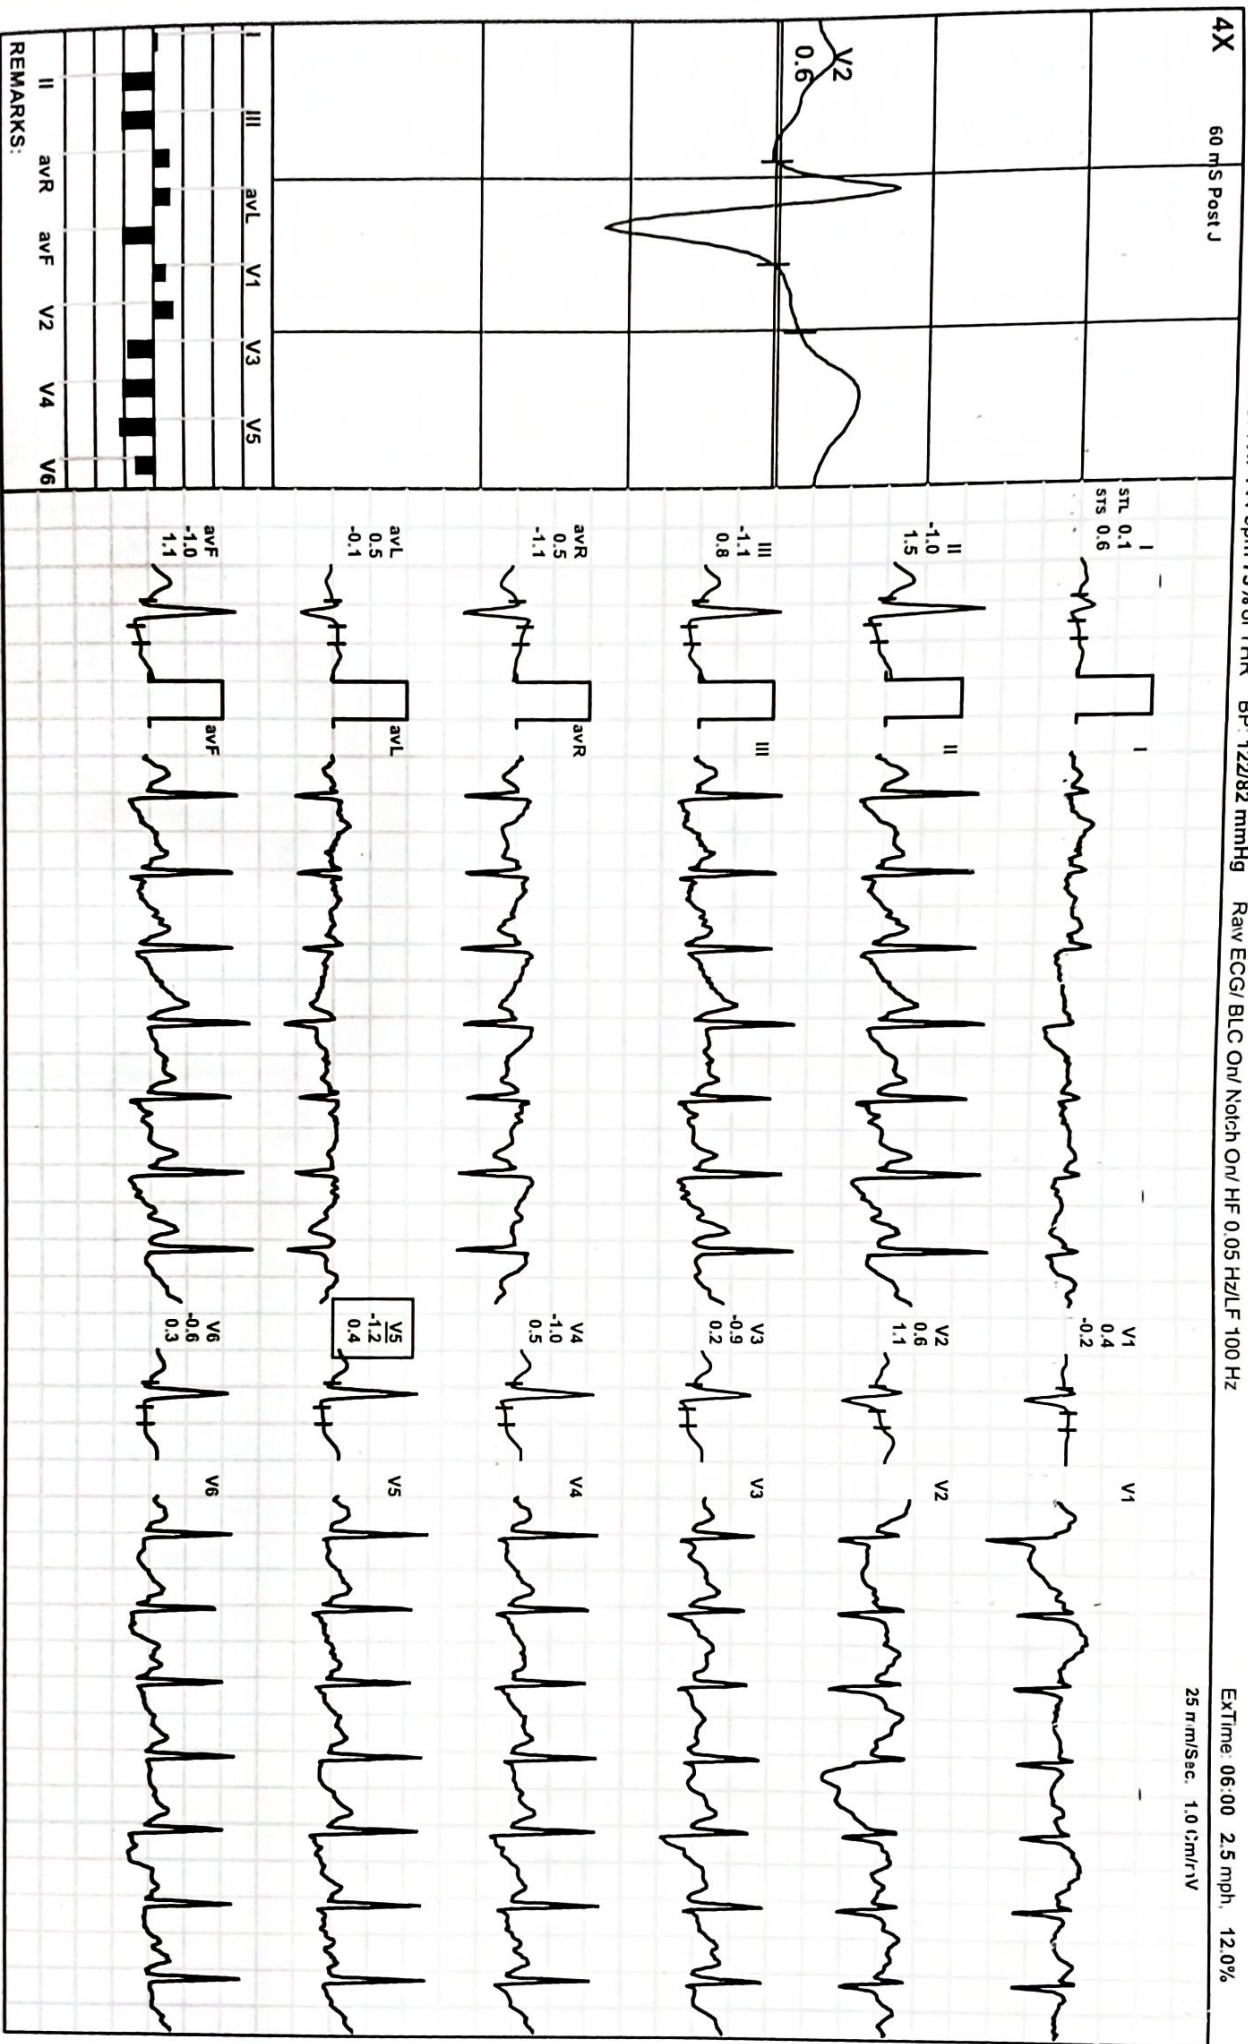 BP: 122/82 mmHg Raw ECG/ BLC On/ Notch On/ HF 0.05 Hz/LF 100 Hz
ExTime: 06:00 2.5 mph, 12.0%
4X 60 mS Post J
25 mm/Sec. 1.0 Cm/mV
V2
0.6
I
STL 0.1
STS 0.6
I
V1
0.4
-0.2
V1
II
-1.0
1.5
II
V2
0.6
1.1
V2
III
-1.1
0.8
III
V3
-0.9
0.2
V3
avR
0.5
-1.1
avR
V4
-1.0
0.5
V4
avL
0.5
-0.1
avL
V5
-1.2
0.4
V5
avF
-1.0
1.1
avF
V6
-0.6
0.3
V6
I III avL V1 V3 V5
II avR avF V2 V4 V6
REMARKS: